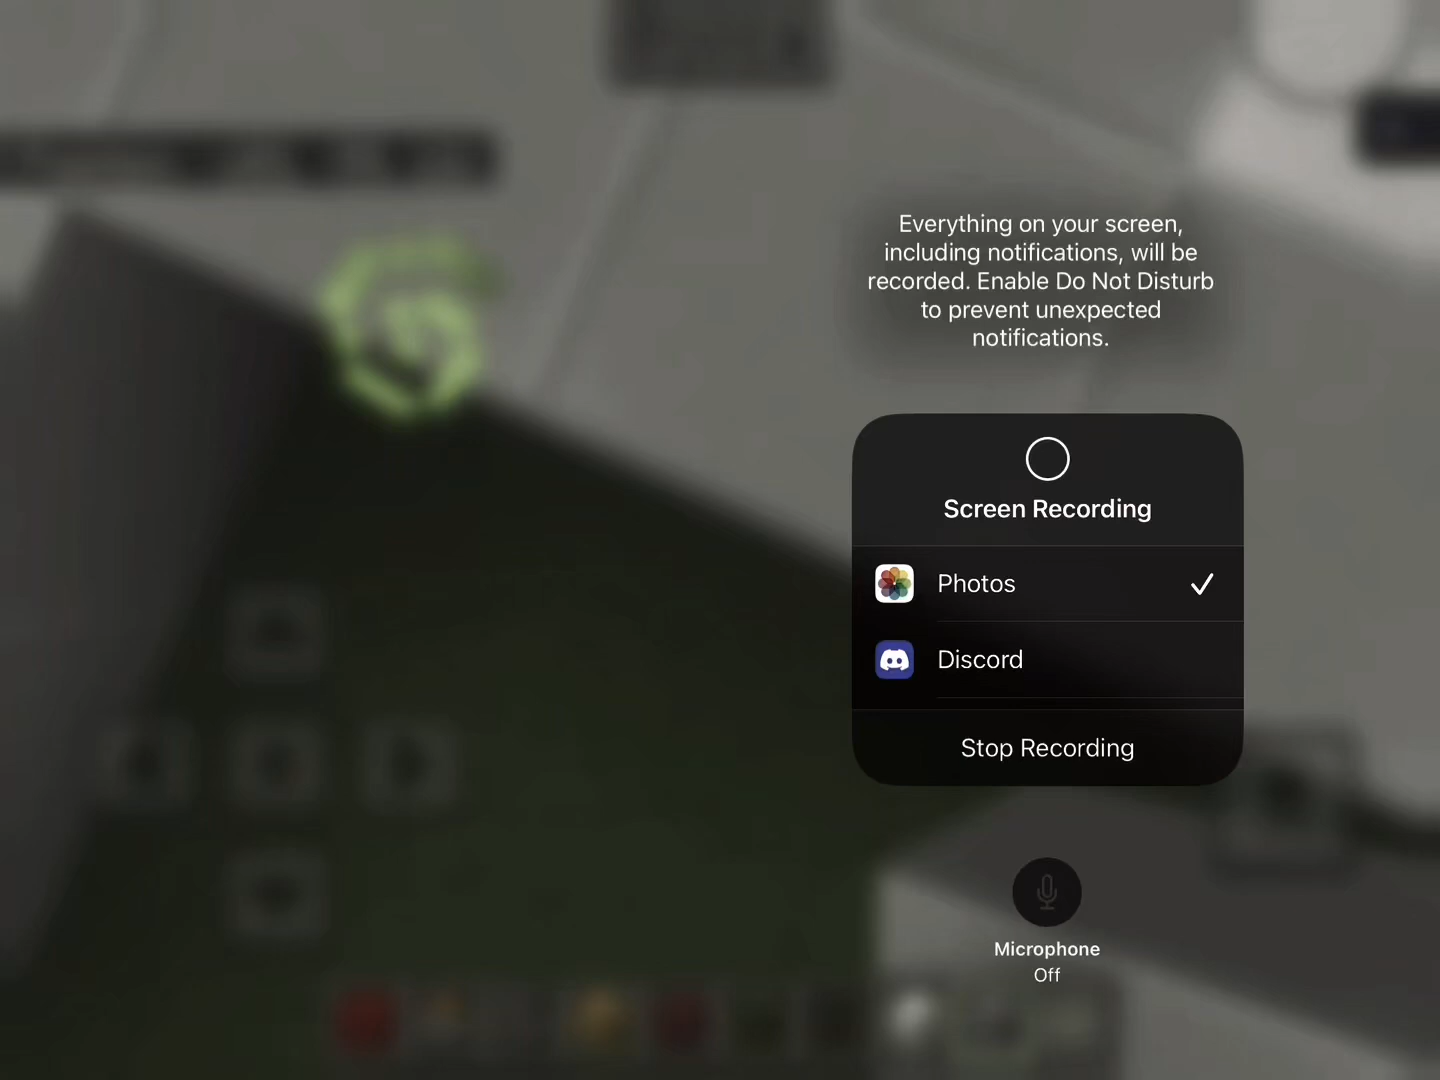 Everything on your screen,
including notifications, will be
recorded. Enable Do Not Disturb
to prevent unexpected
notifications.
Screen Recording
Photos
Discord
Stop Recording
Microphone
Off